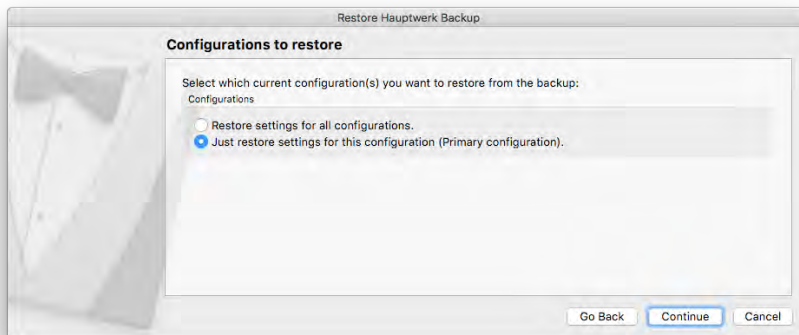 Restore Hauptwerk Backup
Configurations to restore
Select which current configuration(s) you want to restore from the backup:
Configurations
Restore settings for all configurations.
Just restore settings for this configuration (Primary configuration).
Go Back Continue Cancel